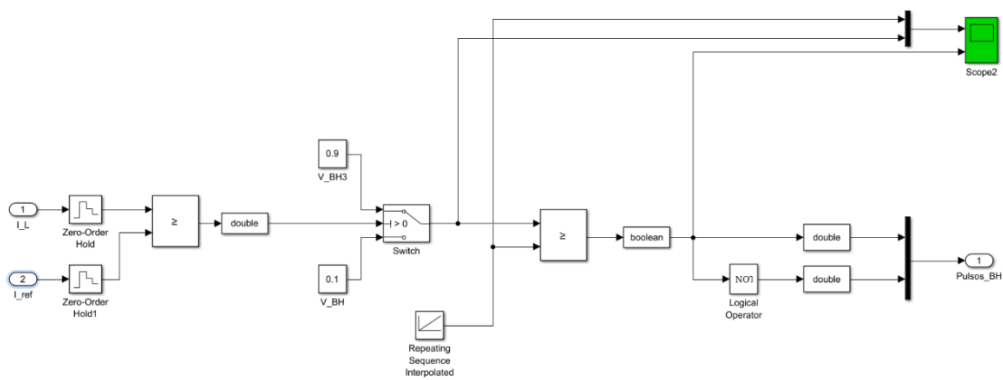 Scope2
0.9
V_BH3
1
I_L
Zero-Order
Hold
≥
double
> 0
Switch
≥
boolean
double
1
Pulsos_BH
2
I_ref
Zero-Order
Hold1
0.1
V_BH
NOT
double
Logical
Operator
Repeating
Sequence
Interpolated